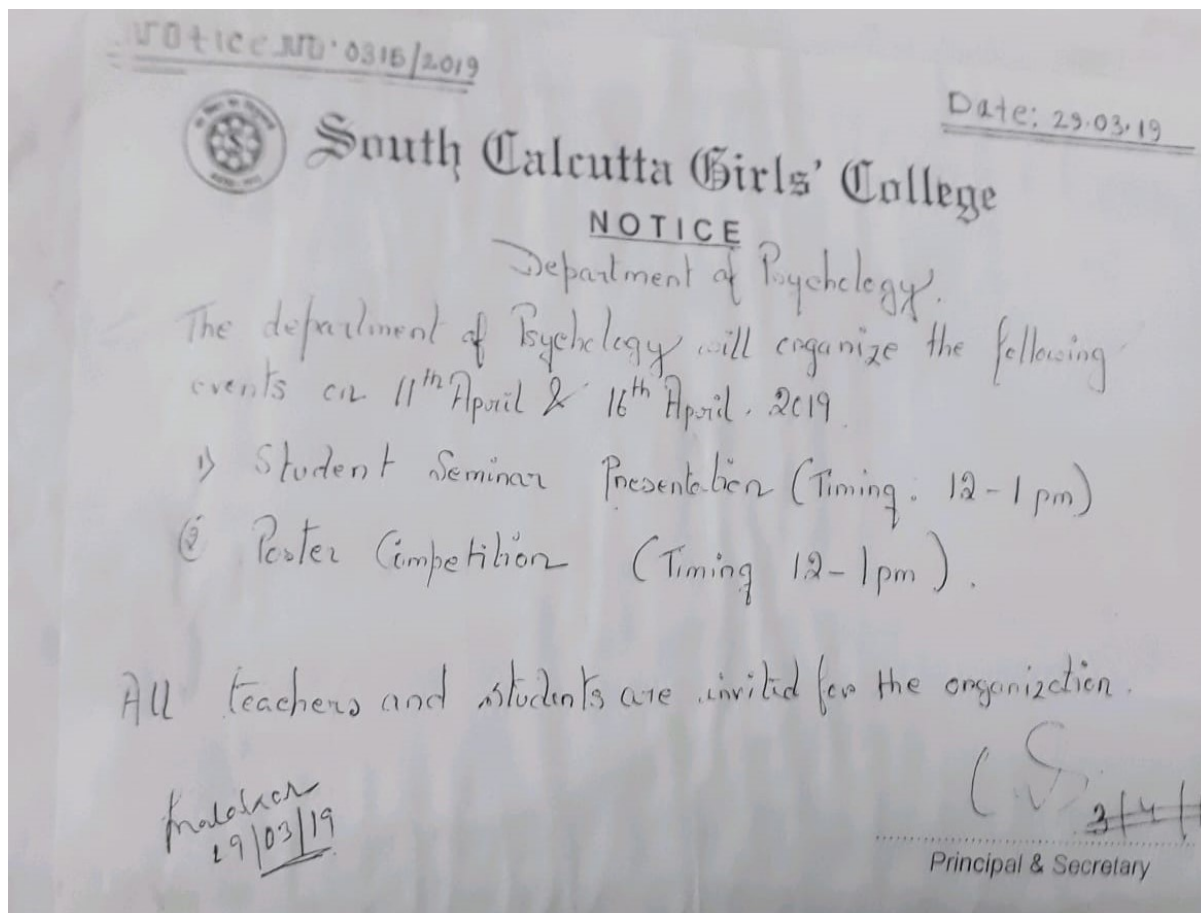 Notice No. 0315/2019
Date: 29.03.19
South Calcutta Girls' College
NOTICE
Department of Psychology.
The department of Psychology will organize the following
events on 11th April & 16th April, 2019.
1) Student Seminar Presentation (Timing: 12-1 pm)
② Poster Competition (Timing 12-1pm).
All teachers and students are invited for the organization.
29/03/19
3/4/
Principal & Secretary